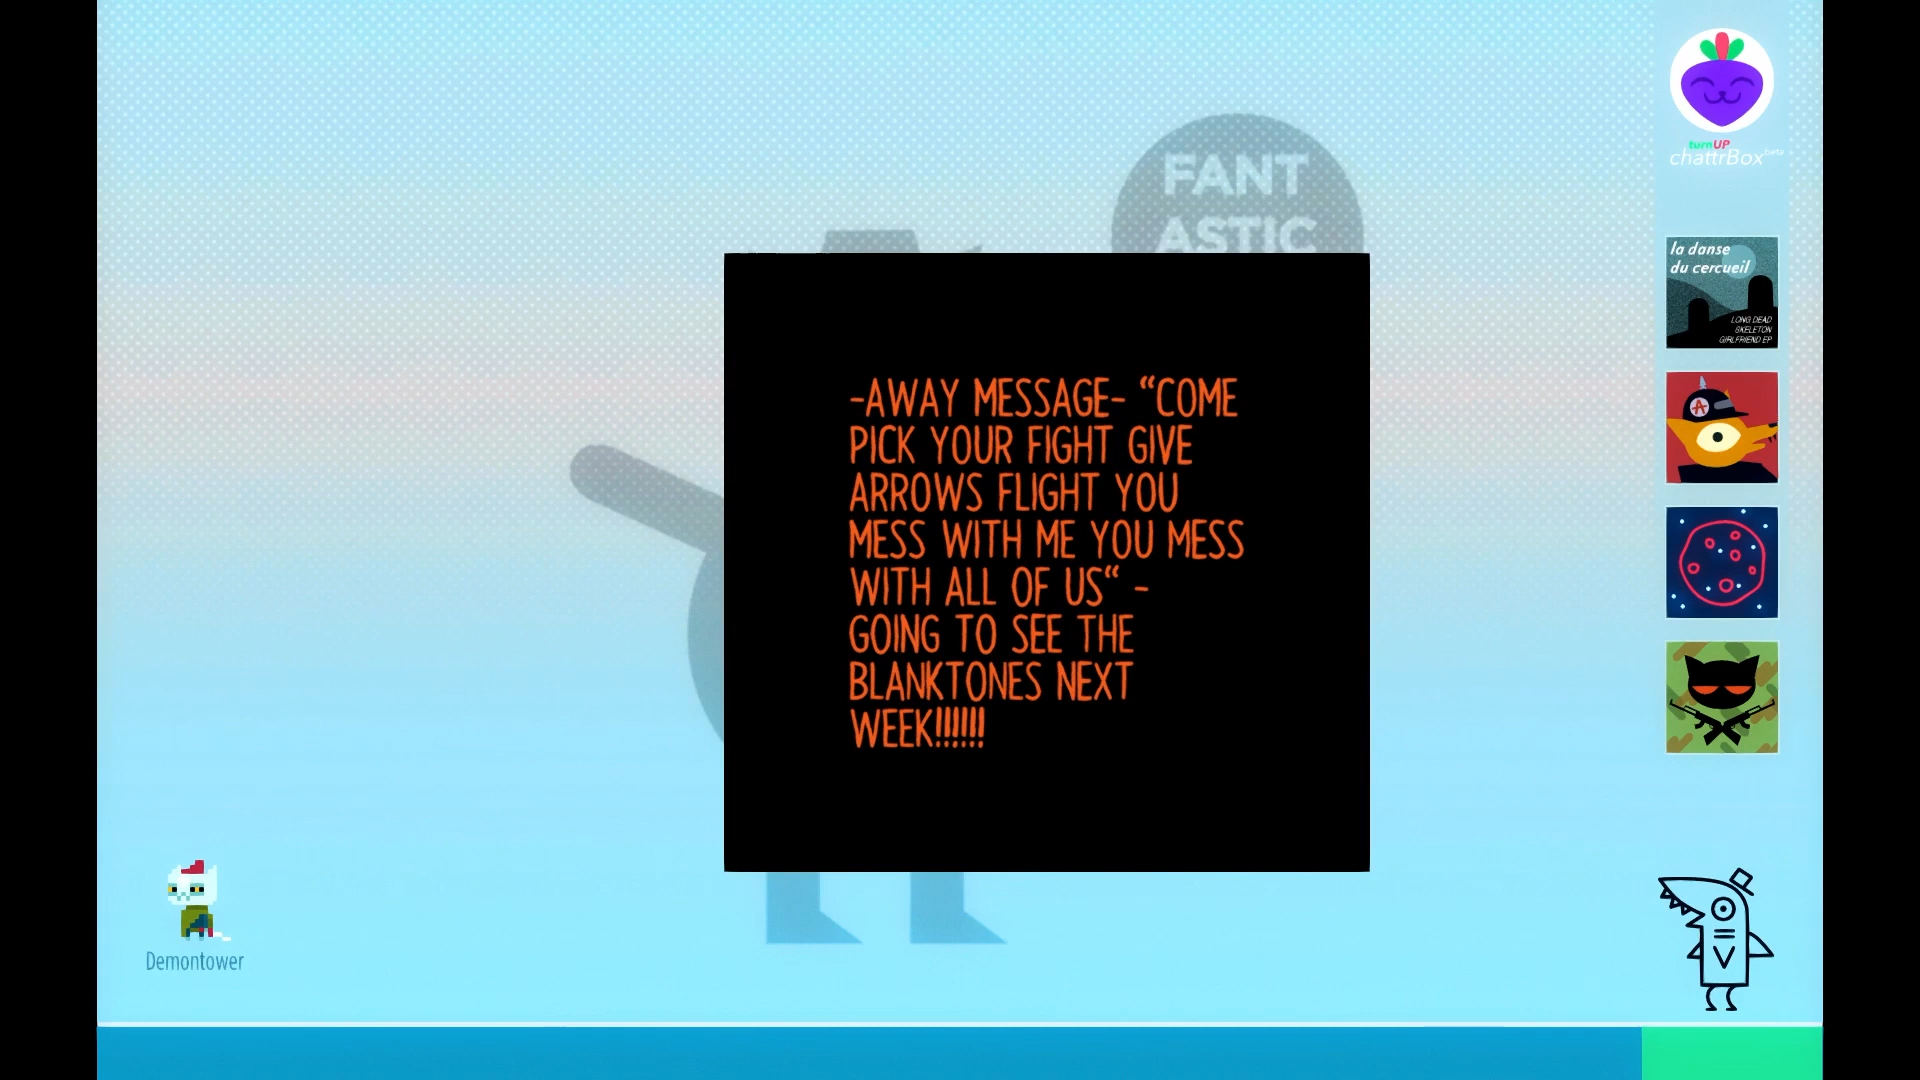 FANT
ASTIC
turnUP
chattrBox beta
la danse
du cercueil
LONG DEAD
SKELETON
GIRLFRIEND EP
A
-AWAY MESSAGE- “COME
PICK YOUR FIGHT GIVE
ARROWS FLIGHT YOU
MESS WITH ME YOU MESS
WITH ALL OF US“ -
GOING TO SEE THE
BLANKTONES NEXT
WEEK!!!!!!
Demontower